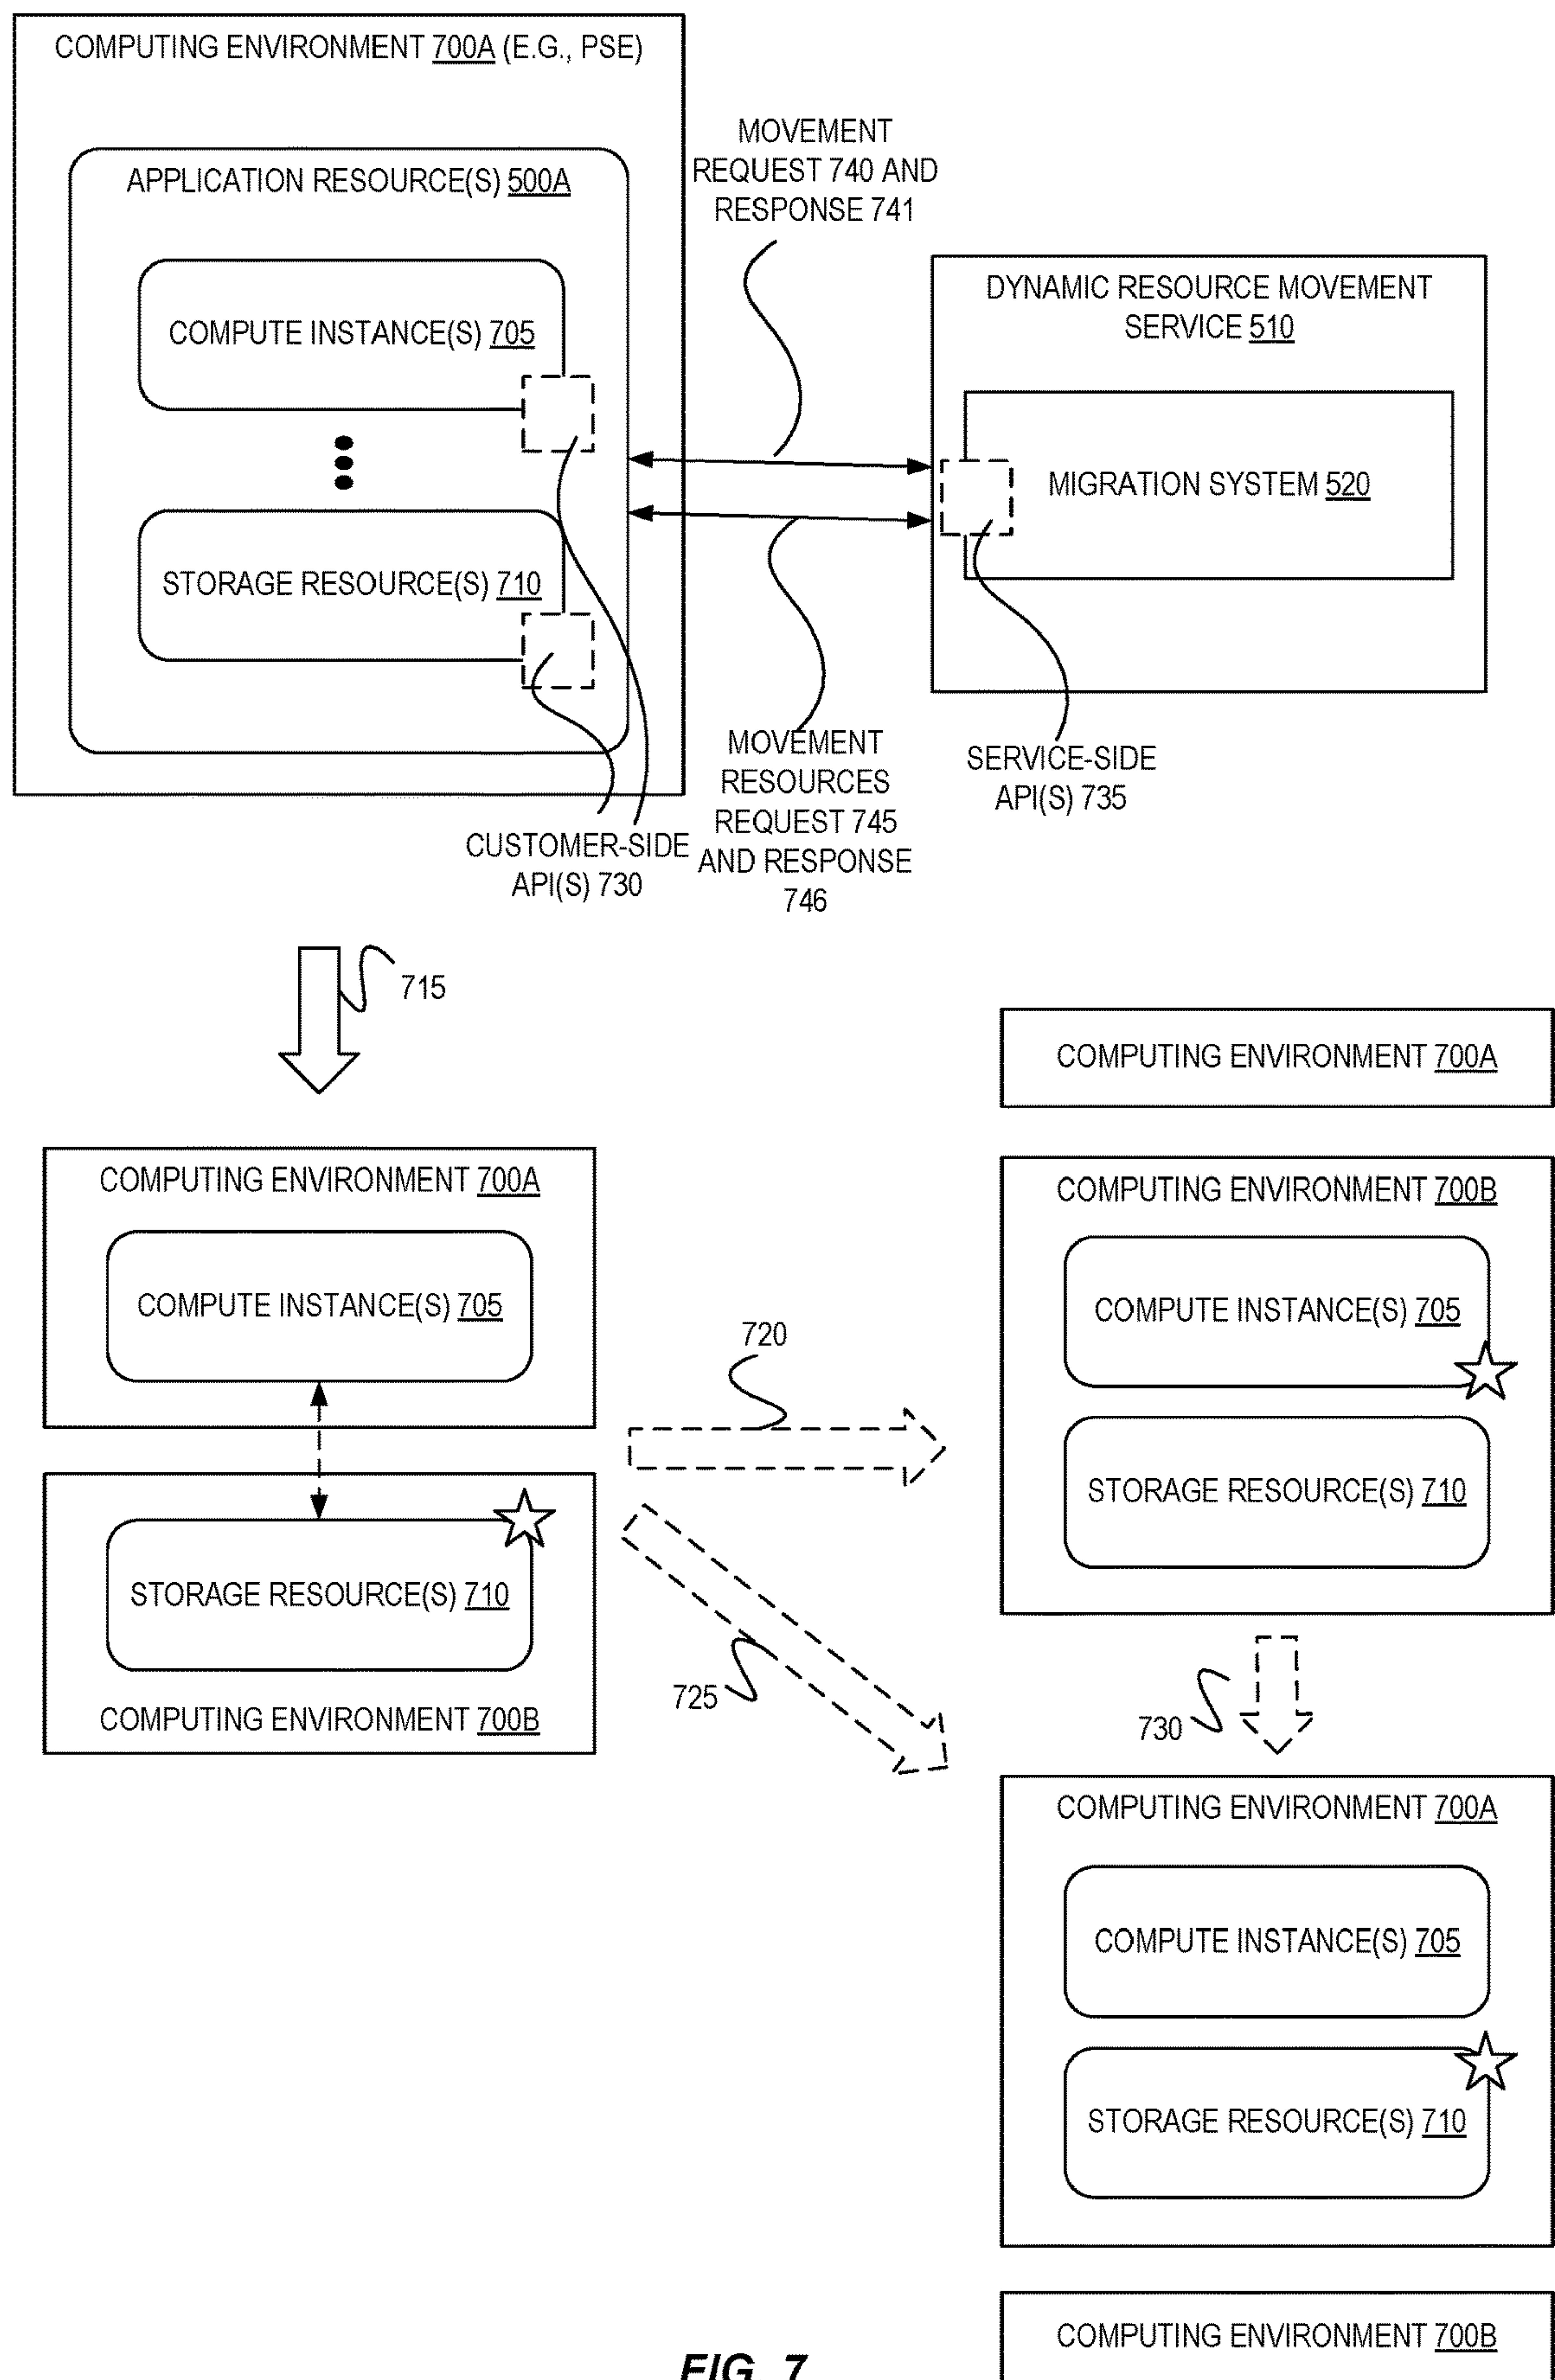 COMPUTING ENVIRONMENT 700A (E.G., PSE)
APPLICATION RESOURCE(S) 500A
COMPUTE INSTANCE(S) 705
STORAGE RESOURCE(S) 710
MOVEMENT
REQUEST 740 AND
RESPONSE 741
DYNAMIC RESOURCE MOVEMENT
SERVICE 510
MIGRATION SYSTEM 520
MOVEMENT
RESOURCES
REQUEST 745
AND RESPONSE
746
SERVICE-SIDE
API(S) 735
CUSTOMER-SIDE
API(S) 730
715
COMPUTING ENVIRONMENT 700A
COMPUTE INSTANCE(S) 705
STORAGE RESOURCE(S) 710
COMPUTING ENVIRONMENT 700B
720
725
COMPUTING ENVIRONMENT 700A
COMPUTING ENVIRONMENT 700B
COMPUTE INSTANCE(S) 705
STORAGE RESOURCE(S) 710
730
COMPUTING ENVIRONMENT 700A
COMPUTE INSTANCE(S) 705
STORAGE RESOURCE(S) 710
COMPUTING ENVIRONMENT 700B
FIG. 7